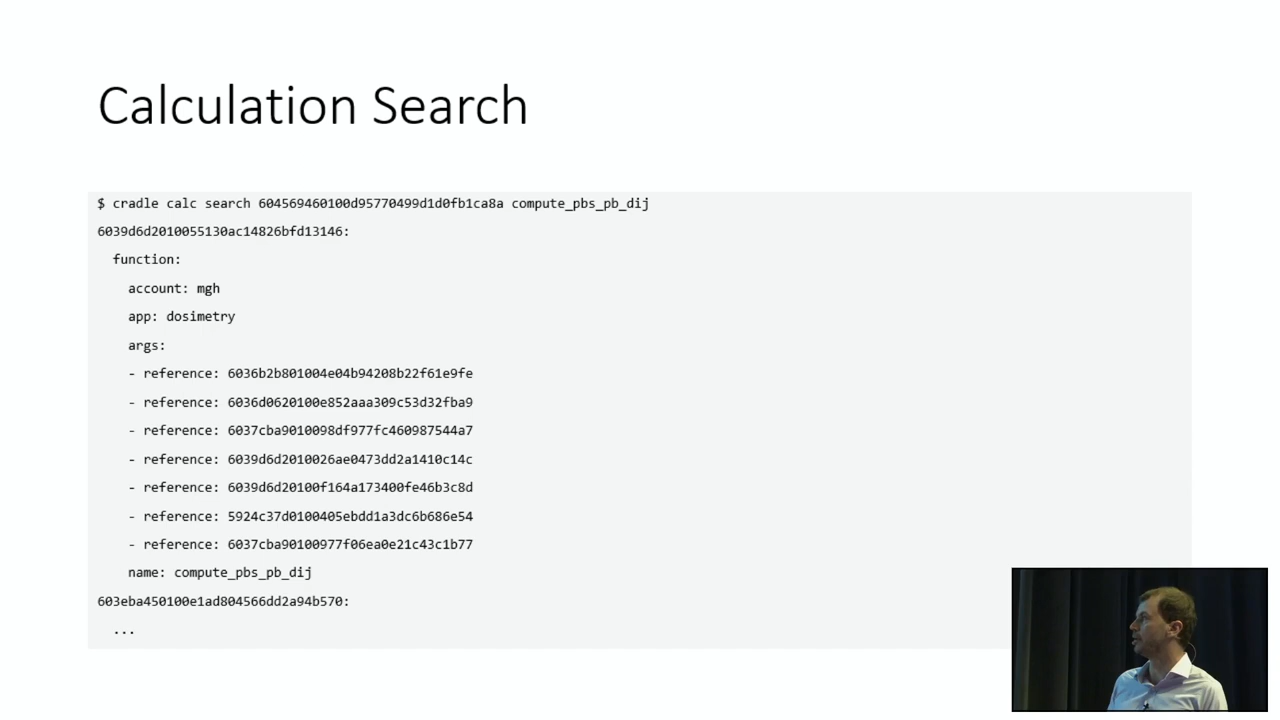 Calculation Search
$ cradle calc search 604569460100d95770499d1d0fb1ca8a compute_pbs_pb_dij
6039d6d2010055130ac14826bfd13146:
function:
account: mgh
app: dosimetry
args:
- reference: 6036b2b801004e04b94208b22f61e9fe
- reference: 6036d0620100e852aaa309c53d32fba9
- reference: 6037cba9010098df977fc460987544a7
- reference: 6039d6d2010026ae0473dd2a1410c14c
- reference: 6039d6d20100f164a173400fe46b3c8d
- reference: 5924c37d0100405ebdd1a3dc6b686e54
- reference: 6037cba90100977f06ea0e21c43c1b77
name: compute_pbs_pb_dij
603eba450100e1ad804566dd2a94b570:
...